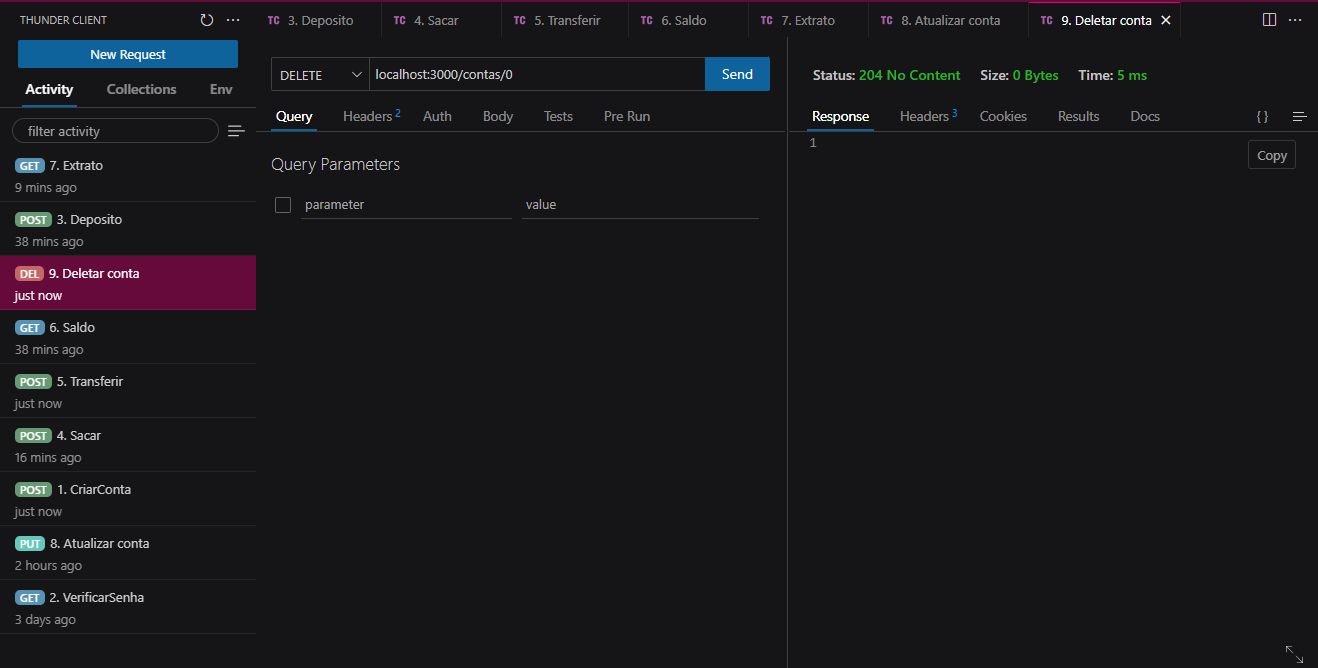 THUNDER CLIENT
New Request
Activity Collections Env
filter activity
GET 7. Extrato
9 mins ago
POST 3. Deposito
38 mins ago
DEL 9. Deletar conta
just now
GET 6. Saldo
38 mins ago
POST 5. Transferir
just now
POST 4. Sacar
16 mins ago
POST 1. CriarConta
just now
PUT 8. Atualizar conta
2 hours ago
GET 2. VerificarSenha
3 days ago
TC 3. Deposito TC 4. Sacar TC 5. Transferir TC 6. Saldo TC 7. Extrato TC 8. Atualizar conta TC 9. Deletar conta
DELETE localhost:3000/contas/0 Send
Query Headers 2 Auth Body Tests Pre Run
Query Parameters
parameter value
Status: 204 No Content Size: 0 Bytes Time: 5 ms
Response Headers 3 Cookies Results Docs { }
1
Copy